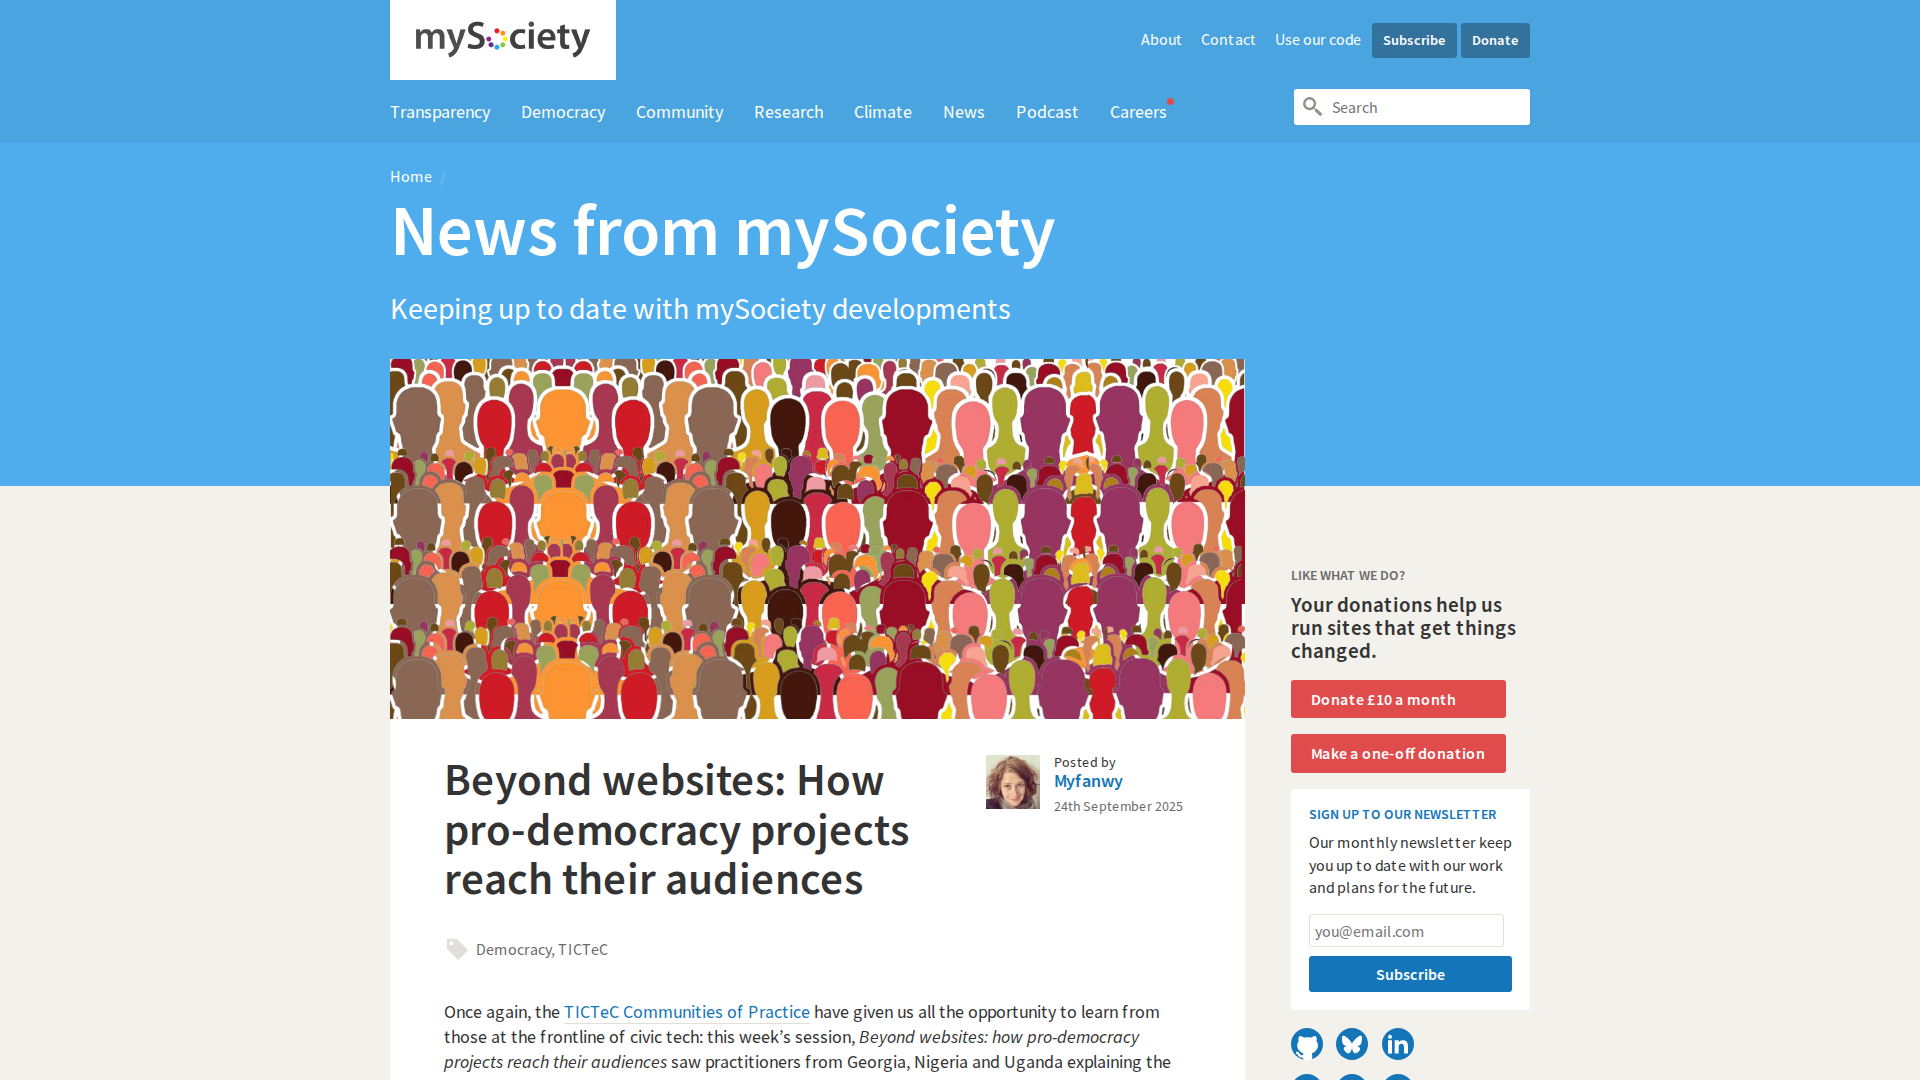 mySociety
About
Contact
Use our code
Subscribe
Donate
Transparency
Democracy
Community
Research
Climate
News
Podcast
Careers
Search
Home /
News from mySociety
Keeping up to date with mySociety developments
Beyond websites: How
pro-democracy projects
reach their audiences
Posted by
Myfanwy
24th September 2025
Democracy, TICTeC
Once again, the TICTeC Communities of Practice have given us all the opportunity to learn from
those at the frontline of civic tech: this week’s session, Beyond websites: how pro-democracy
projects reach their audiences saw practitioners from Georgia, Nigeria and Uganda explaining the
LIKE WHAT WE DO?
Your donations help us
run sites that get things
changed.
Donate £10 a month
Make a one-off donation
SIGN UP TO OUR NEWSLETTER
Our monthly newsletter keep
you up to date with our work
and plans for the future.
you@email.com
Subscribe
in